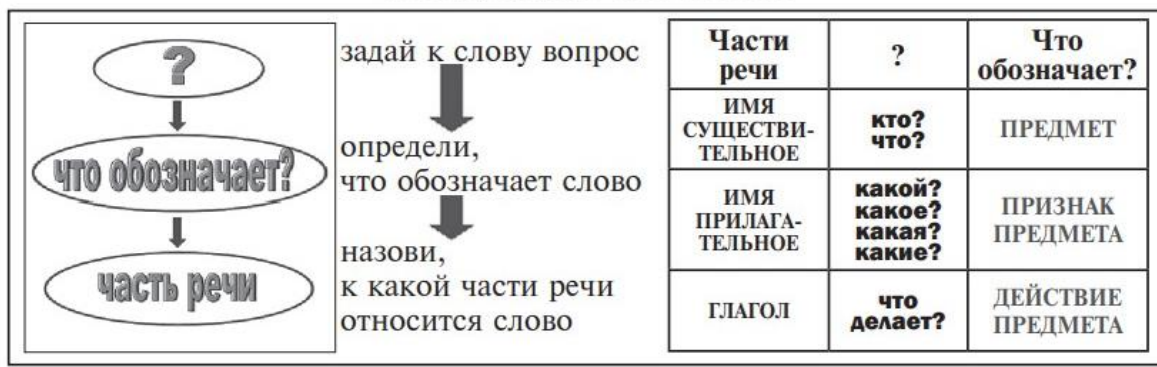 ?
что обозначает?
часть речи
задай к слову вопрос
определи,
что обозначает слово
назови,
к какой части речи
относится слово
Части
речи
?
Что
обозначает?
ИМЯ
СУЩЕСТВИ-
ТЕЛЬНОЕ
кто?
что?
ПРЕДМЕТ
ИМЯ
ПРИЛАГА-
ТЕЛЬНОЕ
какой?
какое?
какая?
какие?
ПРИЗНАК
ПРЕДМЕТА
ГЛАГОЛ
что
делает?
ДЕЙСТВИЕ
ПРЕДМЕТА